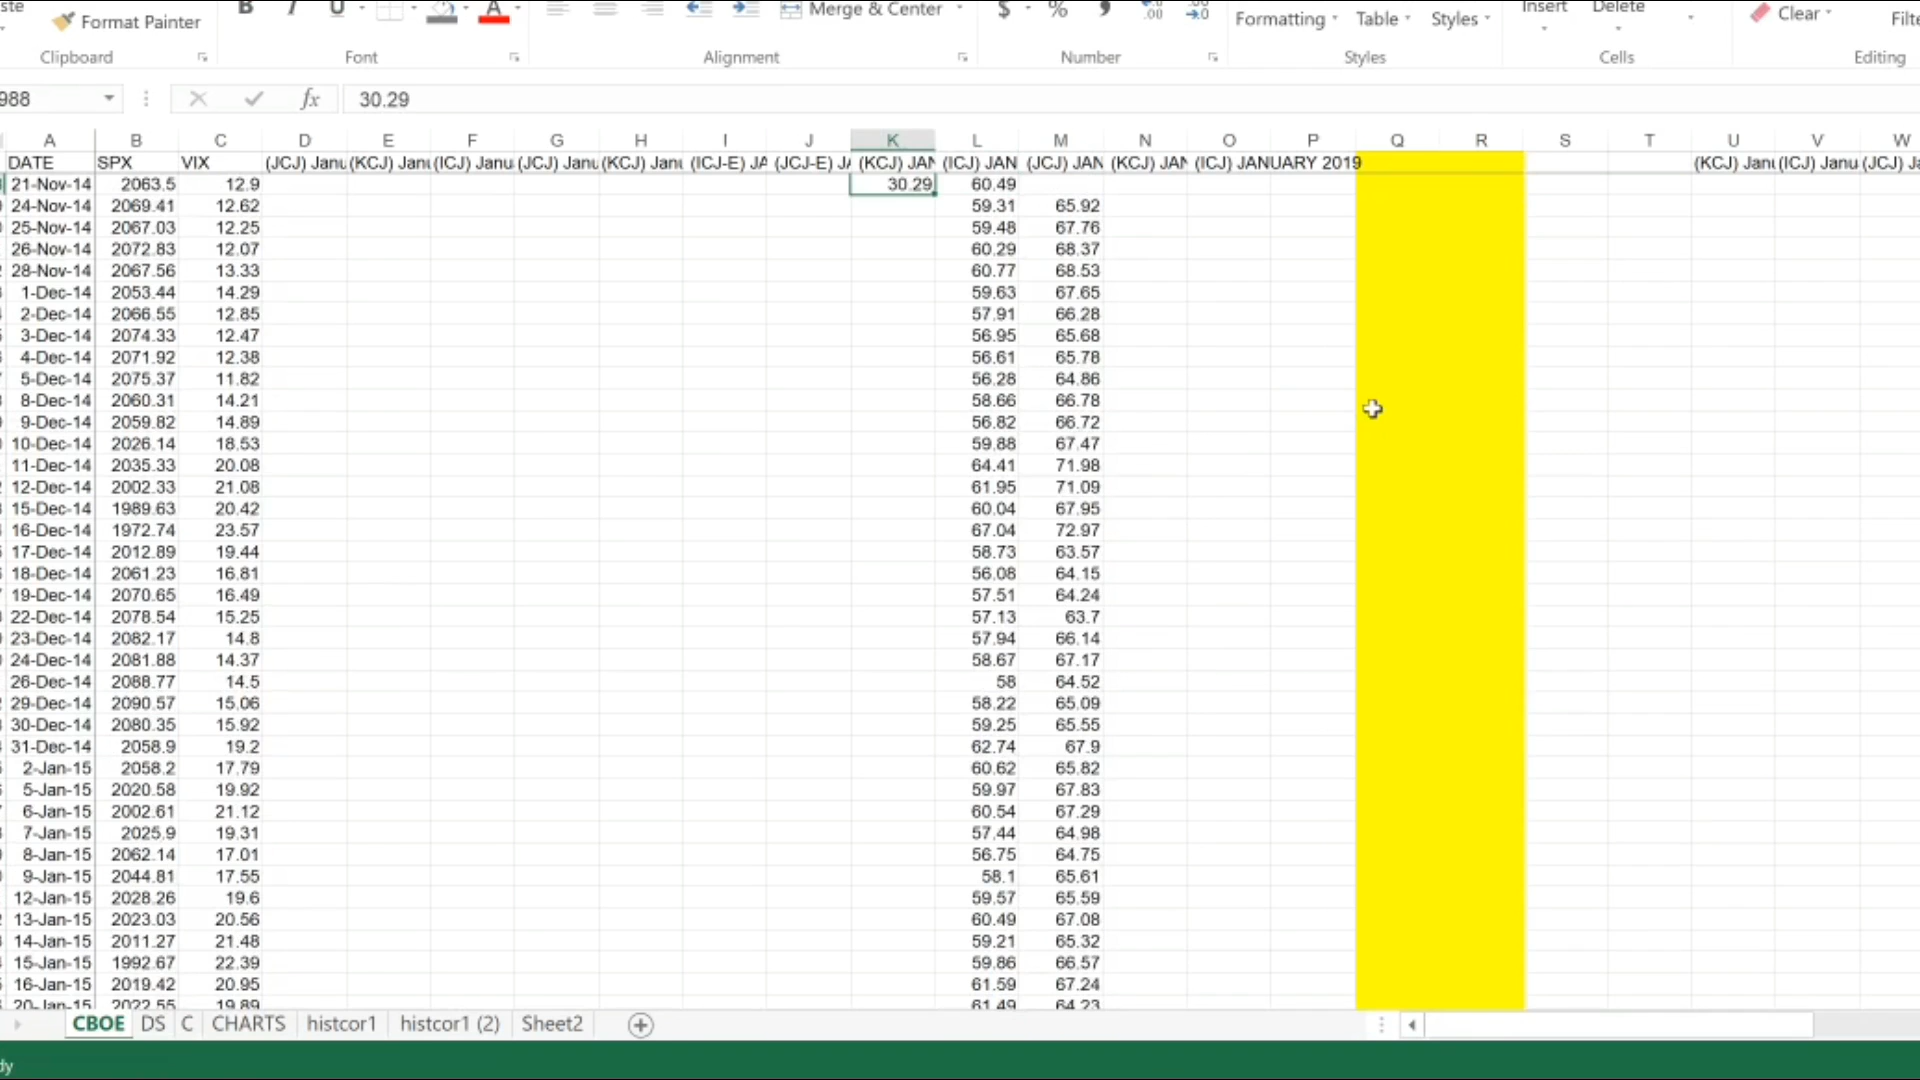 ste
Format Painter
B I U A Merge & Center $ % Formatting Table Styles Insert Delete Clear
Clipboard Font Alignment Number Styles Cells Editing
988 fx 30.29
A B C D E F G H I J K L M N O P Q R S T U V W
DATE SPX VIX (JCJ) Janu (KCJ) Janu (ICJ) Janu (JCJ) Janu (KCJ) Janu (ICJ-E) JA (JCJ-E) JA (KCJ) JAN (ICJ) JAN (JCJ) JAN (KCJ) JAN (ICJ) JANUARY 2019 (KCJ) Janu (ICJ) Janu (JCJ) Ja
21-Nov-14 2063.5 12.9 30.29 60.49
24-Nov-14 2069.41 12.62 59.31 65.92
25-Nov-14 2067.03 12.25 59.48 67.76
26-Nov-14 2072.83 12.07 60.29 68.37
28-Nov-14 2067.56 13.33 60.77 68.53
1-Dec-14 2053.44 14.29 59.63 67.65
2-Dec-14 2066.55 12.85 57.91 66.28
3-Dec-14 2074.33 12.47 56.95 65.68
4-Dec-14 2071.92 12.38 56.61 65.78
5-Dec-14 2075.37 11.82 56.28 64.86
8-Dec-14 2060.31 14.21 58.66 66.78
9-Dec-14 2059.82 14.89 56.82 66.72
10-Dec-14 2026.14 18.53 59.88 67.47
11-Dec-14 2035.33 20.08 64.41 71.98
12-Dec-14 2002.33 21.08 61.95 71.09
15-Dec-14 1989.63 20.42 60.04 67.95
16-Dec-14 1972.74 23.57 67.04 72.97
17-Dec-14 2012.89 19.44 58.73 63.57
18-Dec-14 2061.23 16.81 56.08 64.15
19-Dec-14 2070.65 16.49 57.51 64.24
22-Dec-14 2078.54 15.25 57.13 63.7
23-Dec-14 2082.17 14.8 57.94 66.14
24-Dec-14 2081.88 14.37 58.67 67.17
26-Dec-14 2088.77 14.5 58 64.52
29-Dec-14 2090.57 15.06 58.22 65.09
30-Dec-14 2080.35 15.92 59.25 65.55
31-Dec-14 2058.9 19.2 62.74 67.9
2-Jan-15 2058.2 17.79 60.62 65.82
5-Jan-15 2020.58 19.92 59.97 67.83
6-Jan-15 2002.61 21.12 60.54 67.29
7-Jan-15 2025.9 19.31 57.44 64.98
8-Jan-15 2062.14 17.01 56.75 64.75
9-Jan-15 2044.81 17.55 58.1 65.61
12-Jan-15 2028.26 19.6 59.57 65.59
13-Jan-15 2023.03 20.56 60.49 67.08
14-Jan-15 2011.27 21.48 59.21 65.32
15-Jan-15 1992.67 22.39 59.86 66.57
16-Jan-15 2019.42 20.95 61.59 67.24
20-Jan-15 2022.55 19.89 61.49 64.23
CBOE DS C CHARTS histcor1 histcor1 (2) Sheet2
dy